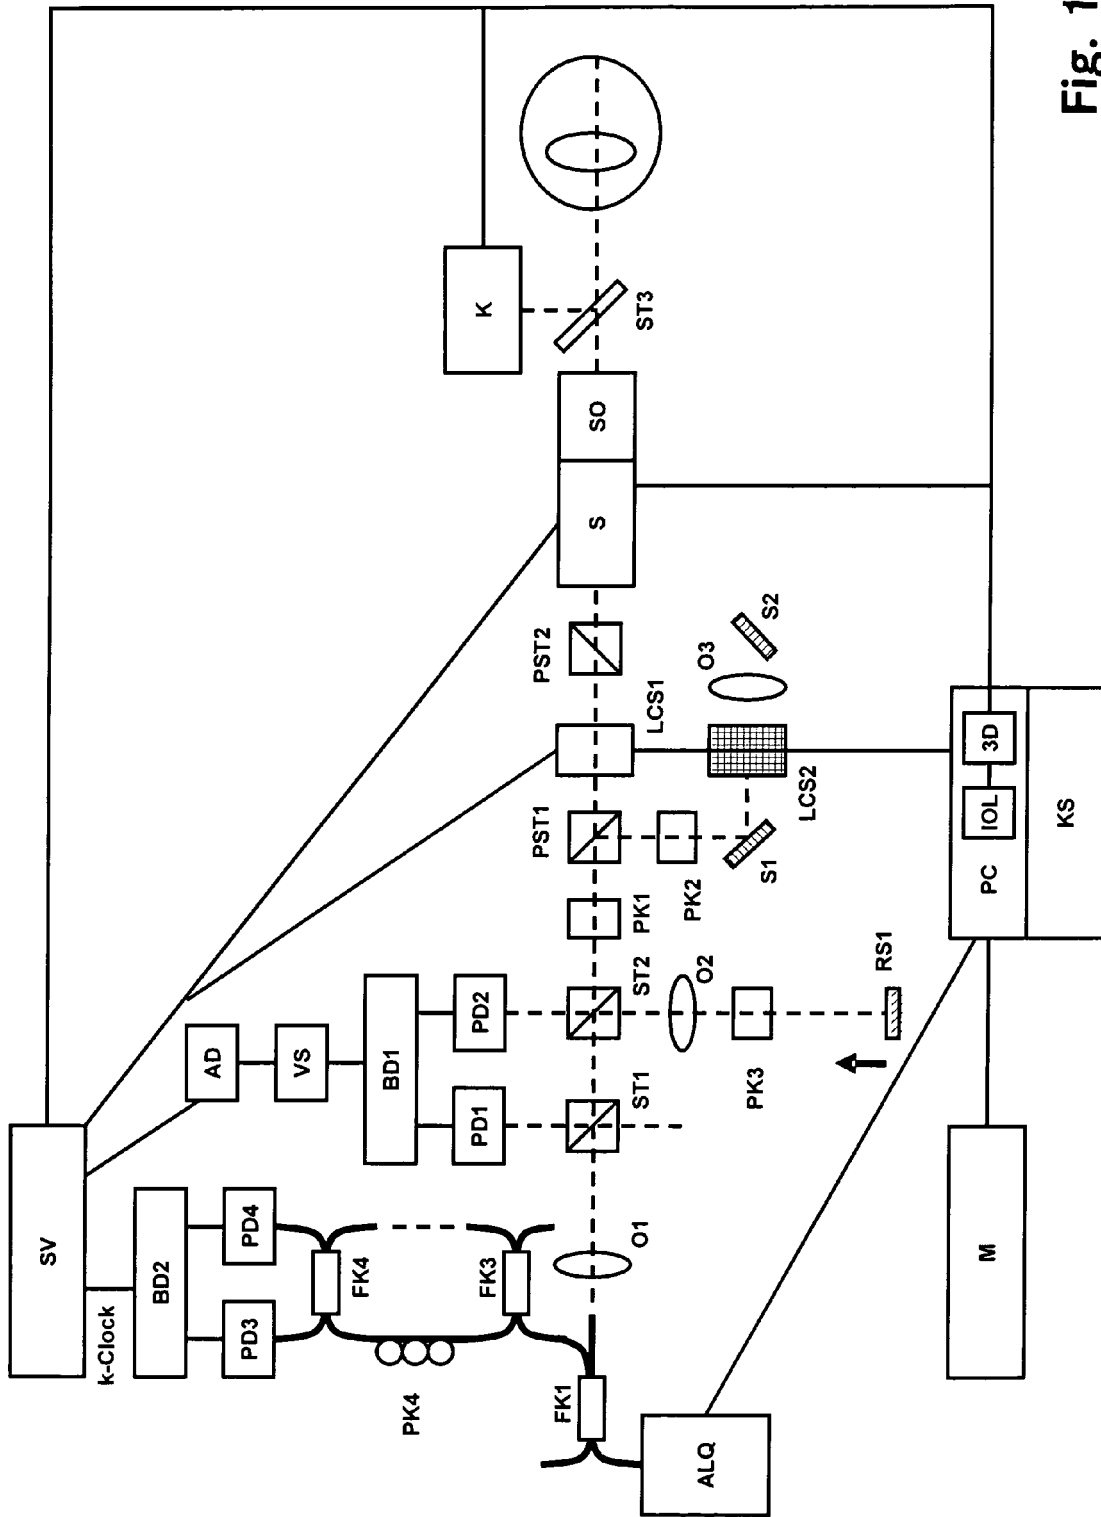 SV
k-Clock
BD2
PD3
PD4
AD
VS
BD1
PD1
PD2
K
FK4
FK3
PK4
FK1
ALQ
O1
ST1
ST2
PK1
PST1
PST2
LCS1
S
SO
ST3
O2
PK3
RS1
PK2
S1
LCS2
O3
S2
M
PC
IOL
3D
KS
Fig. 1